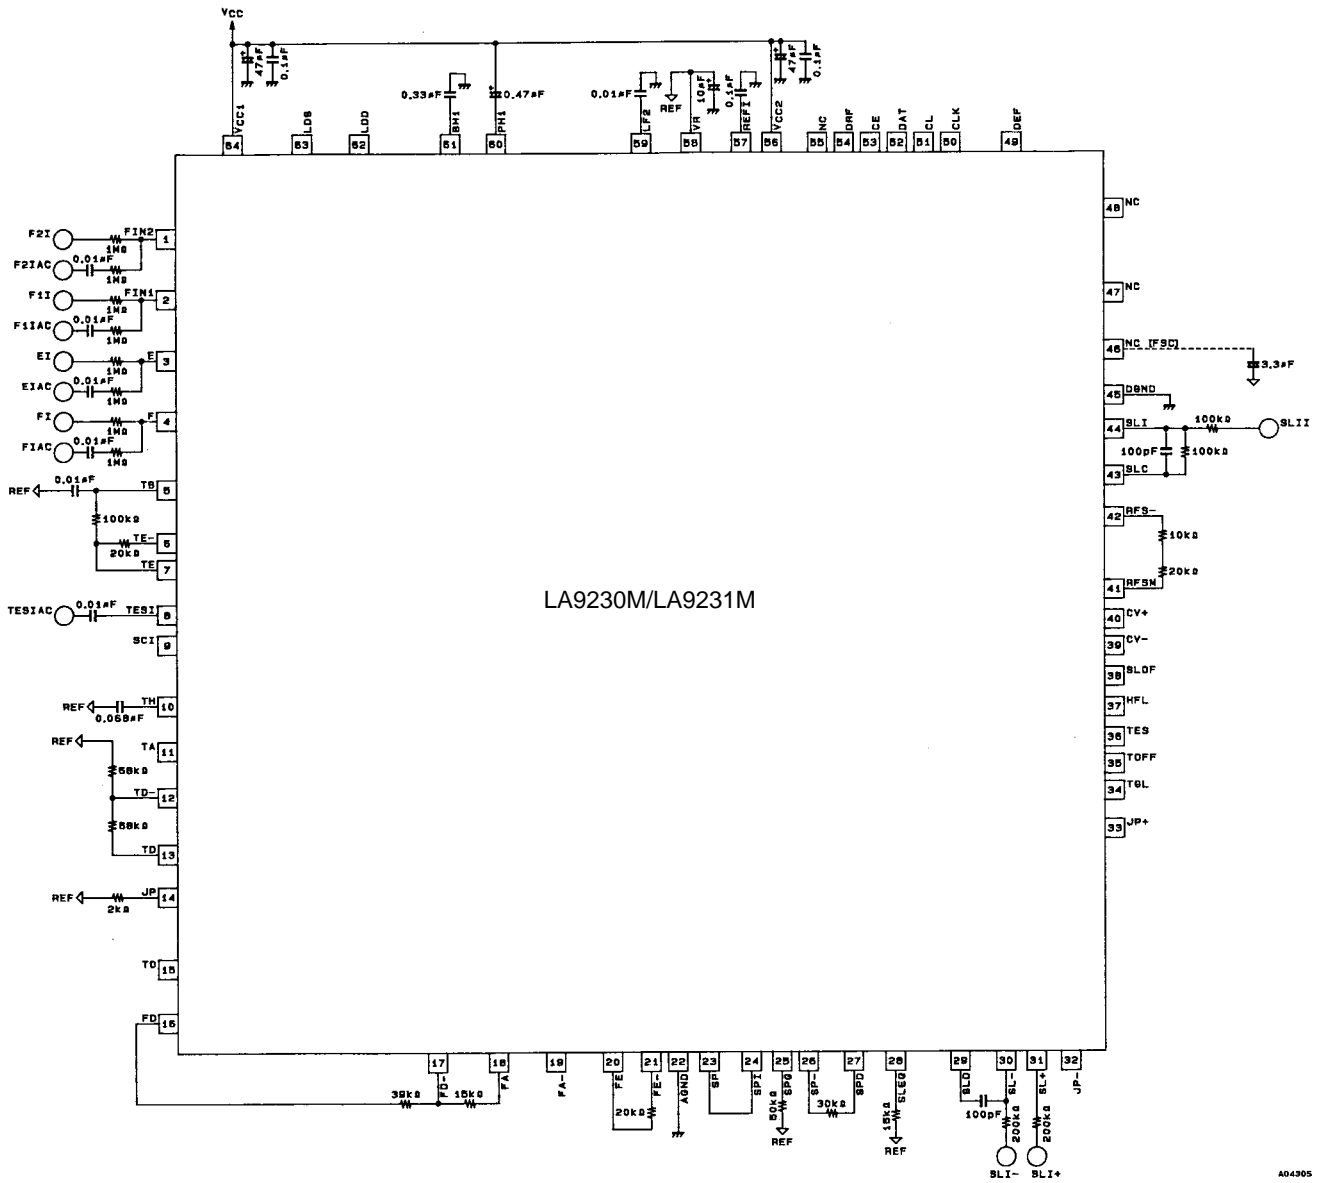 VCC
47µF
0.1µF
0.33µF
0.47µF
0.01µF
REF
10µF
0.1µF
47µF
0.1µF
VCC1
LDS
LDD
BH1
PH1
LF2
VR
REFI
VCC2
NC
DRF
CE
DAT
CL
CLK
DEF
64
63
62
61
60
59
58
57
56
55
54
53
52
51
50
49
F2I
1MΩ
FIN2
1
F2IAC
0.01µF
1MΩ
F1I
1MΩ
FIN1
2
F1IAC
0.01µF
1MΩ
EI
1MΩ
E
3
EIAC
0.01µF
1MΩ
FI
1MΩ
F
4
FIAC
0.01µF
1MΩ
REF
0.01µF
TB
5
100kΩ
TE-
6
20kΩ
TE
7
TESIAC
0.01µF
TESI
8
SCI
9
REF
0.068µF
TH
10
REF
TA
11
58kΩ
TD-
12
58kΩ
TD
13
REF
2kΩ
JP
14
TO
15
FD
16
LA9230M/LA9231M
48 NC
47 NC
46 NC [FSC]
3.3µF
45 DGND
44 SLI
100kΩ
SLII
100pF
100kΩ
43 SLC
42 RFS-
10kΩ
20kΩ
41 RFSM
40 CV+
39 CV-
38 SLOF
37 HFL
36 TES
35 TOFF
34 TGL
33 JP+
17
18
19
20
21
22
23
24
25
26
27
28
29
30
31
32
FD-
FA
FA-
FE
FE-
AGND
SP
SPI
SPG
SP-
SPD
SLEQ
SLD
SL-
SL+
JP-
39kΩ
15kΩ
20kΩ
50kΩ
REF
30kΩ
15kΩ
REF
100pF
200kΩ
200kΩ
SLI-
SLI+
A04305